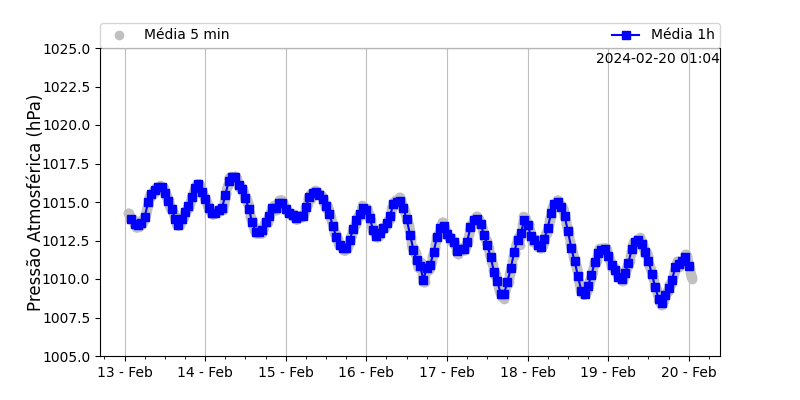 Média 5 min
Média 1h
2024-02-20 01:04
Pressão Atmosférica (hPa)
1025.0
1022.5
1020.0
1017.5
1015.0
1012.5
1010.0
1007.5
1005.0
13 - Feb
14 - Feb
15 - Feb
16 - Feb
17 - Feb
18 - Feb
19 - Feb
20 - Feb